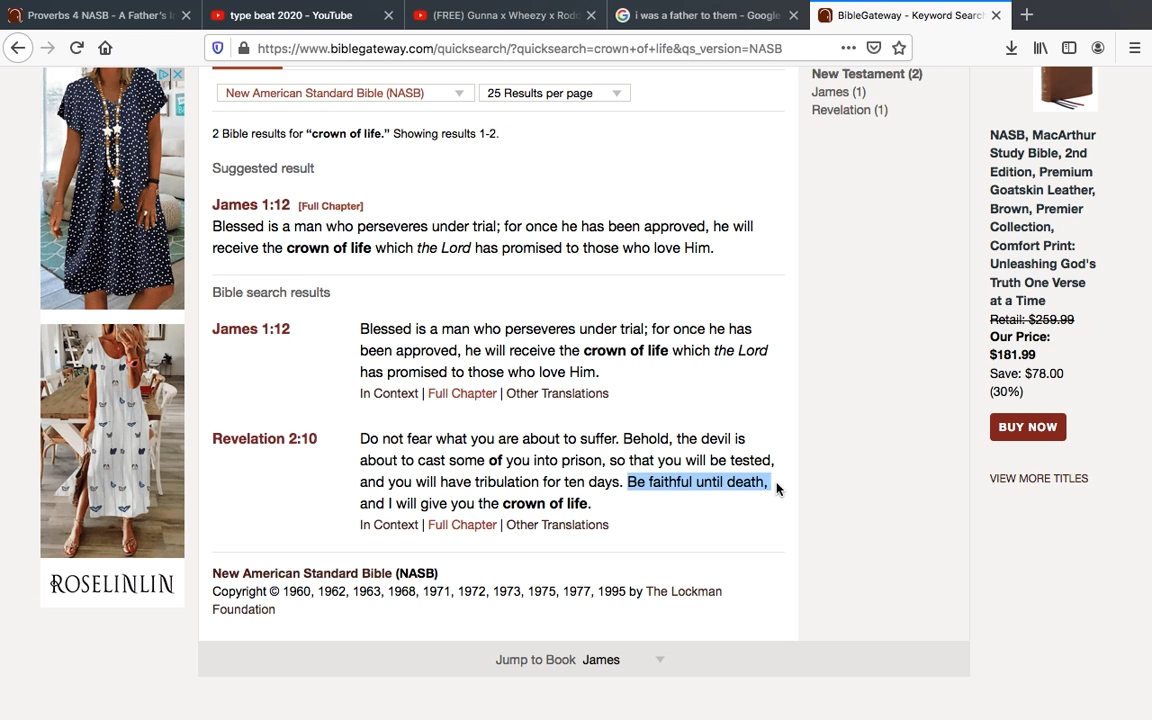 Proverbs 4 NASB - A Father's I
type beat 2020 - YouTube
(FREE) Gunna x Wheezy x Rodd
i was a father to them - Google
BibleGateway - Keyword Search
https://www.biblegateway.com/quicksearch/?quicksearch=crown+of+life&qs_version=NASB
New American Standard Bible (NASB)
25 Results per page
2 Bible results for “crown of life.” Showing results 1-2.
Suggested result
James 1:12 [Full Chapter]
Blessed is a man who perseveres under trial; for once he has been approved, he will
receive the crown of life which the Lord has promised to those who love Him.
Bible search results
James 1:12
Blessed is a man who perseveres under trial; for once he has
been approved, he will receive the crown of life which the Lord
has promised to those who love Him.
In Context | Full Chapter | Other Translations
Revelation 2:10
Do not fear what you are about to suffer. Behold, the devil is
about to cast some of you into prison, so that you will be tested,
and you will have tribulation for ten days. Be faithful until death,
and I will give you the crown of life.
In Context | Full Chapter | Other Translations
New American Standard Bible (NASB)
Copyright © 1960, 1962, 1963, 1968, 1971, 1972, 1973, 1975, 1977, 1995 by The Lockman
Foundation
Jump to Book James
ROSELINLIN
New Testament (2)
James (1)
Revelation (1)
NASB, MacArthur
Study Bible, 2nd
Edition, Premium
Goatskin Leather,
Brown, Premier
Collection,
Comfort Print:
Unleashing God's
Truth One Verse
at a Time
Retail: $259.99
Our Price:
$181.99
Save: $78.00
(30%)
BUY NOW
VIEW MORE TITLES